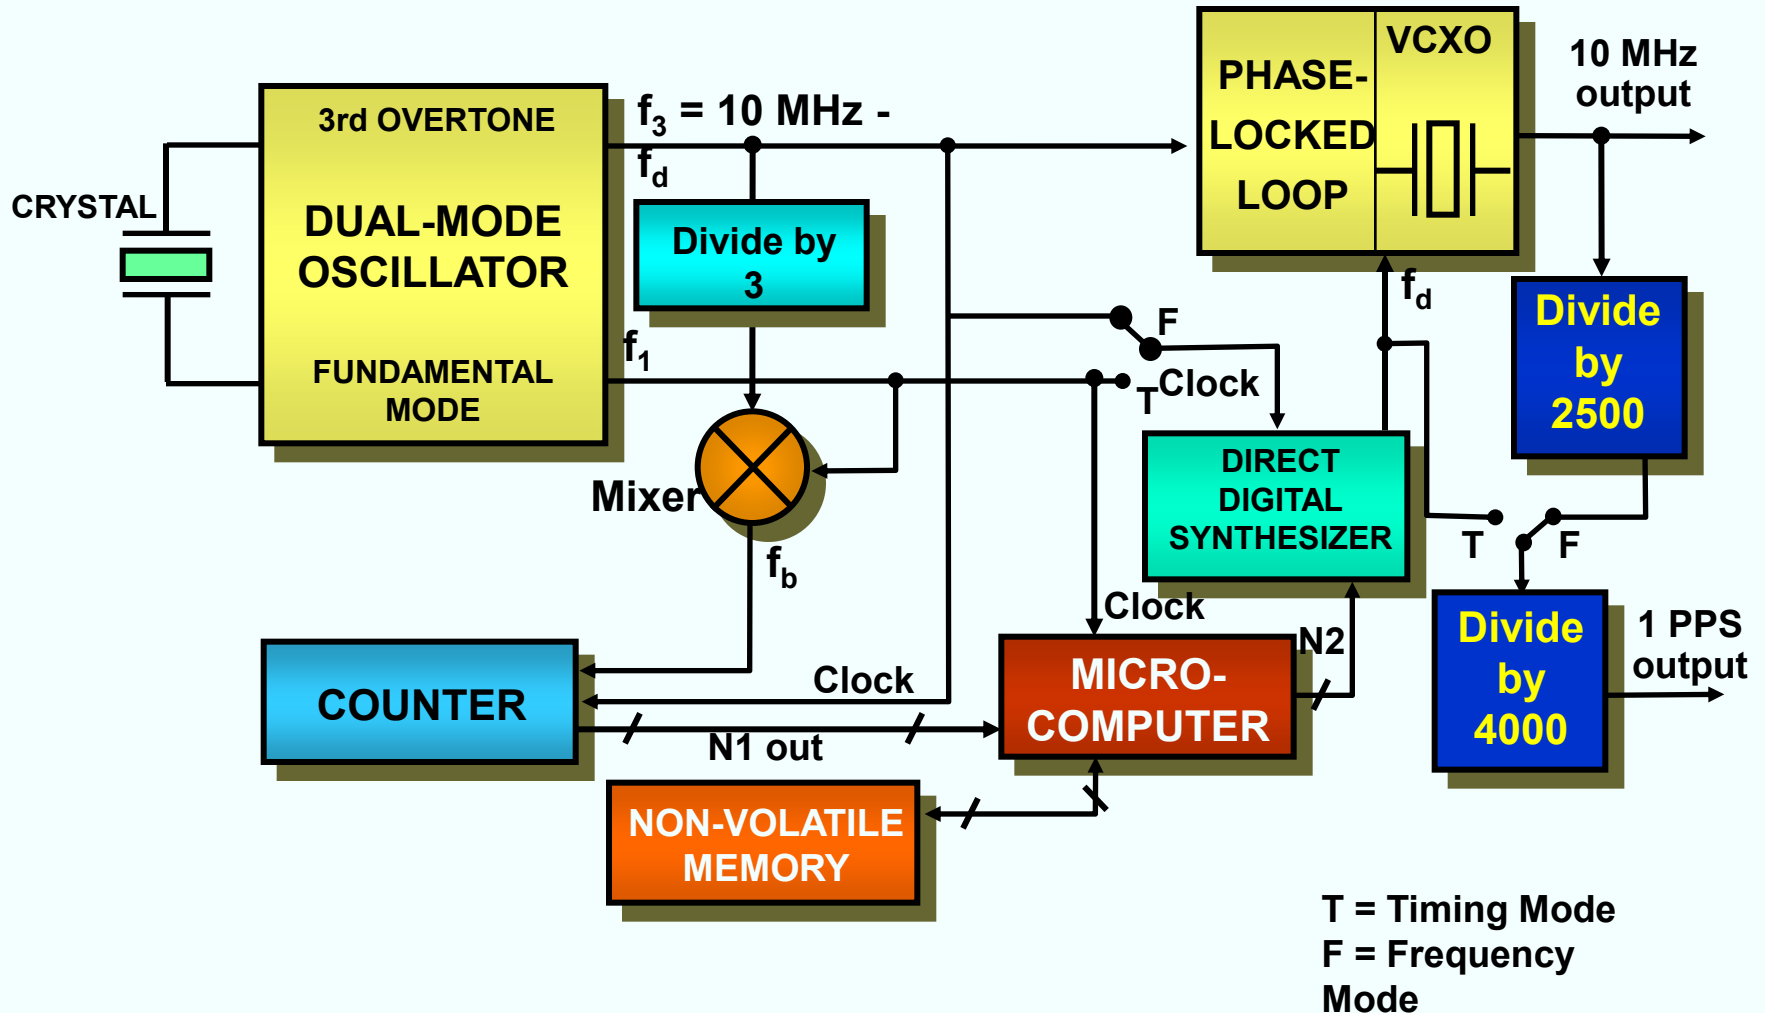 3rd OVERTONE
DUAL-MODE
OSCILLATOR
FUNDAMENTAL
MODE
CRYSTAL
f3 = 10 MHz -
fd
Divide by
3
f1
Mixer
fb
PHASE-
LOCKED
LOOP
VCXO
10 MHz
output
fd
Divide
by
2500
F
T
Clock
DIRECT
DIGITAL
SYNTHESIZER
T
F
Clock
N2
Divide
by
4000
1 PPS
output
COUNTER
Clock
N1 out
MICRO-
COMPUTER
NON-VOLATILE
MEMORY
T = Timing Mode
F = Frequency
Mode